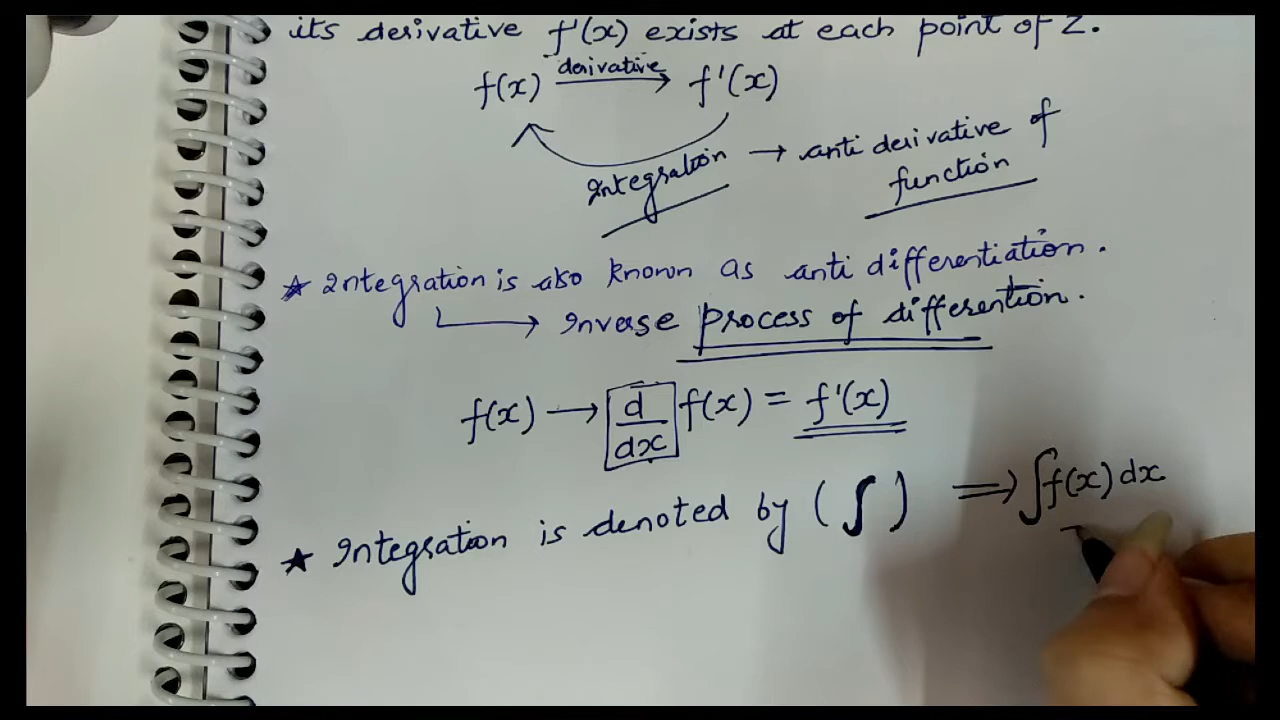 its derivative f'(x) exists at each point of I.
f(x) derivative → f'(x)
Integration → anti derivative of
function
★ Integration is also known as anti differentiation.
→ Inverse process of differention.
f(x) → d/dx f(x) = f'(x)
★ Integration is denoted by (∫) ⟹ ∫f(x) dx